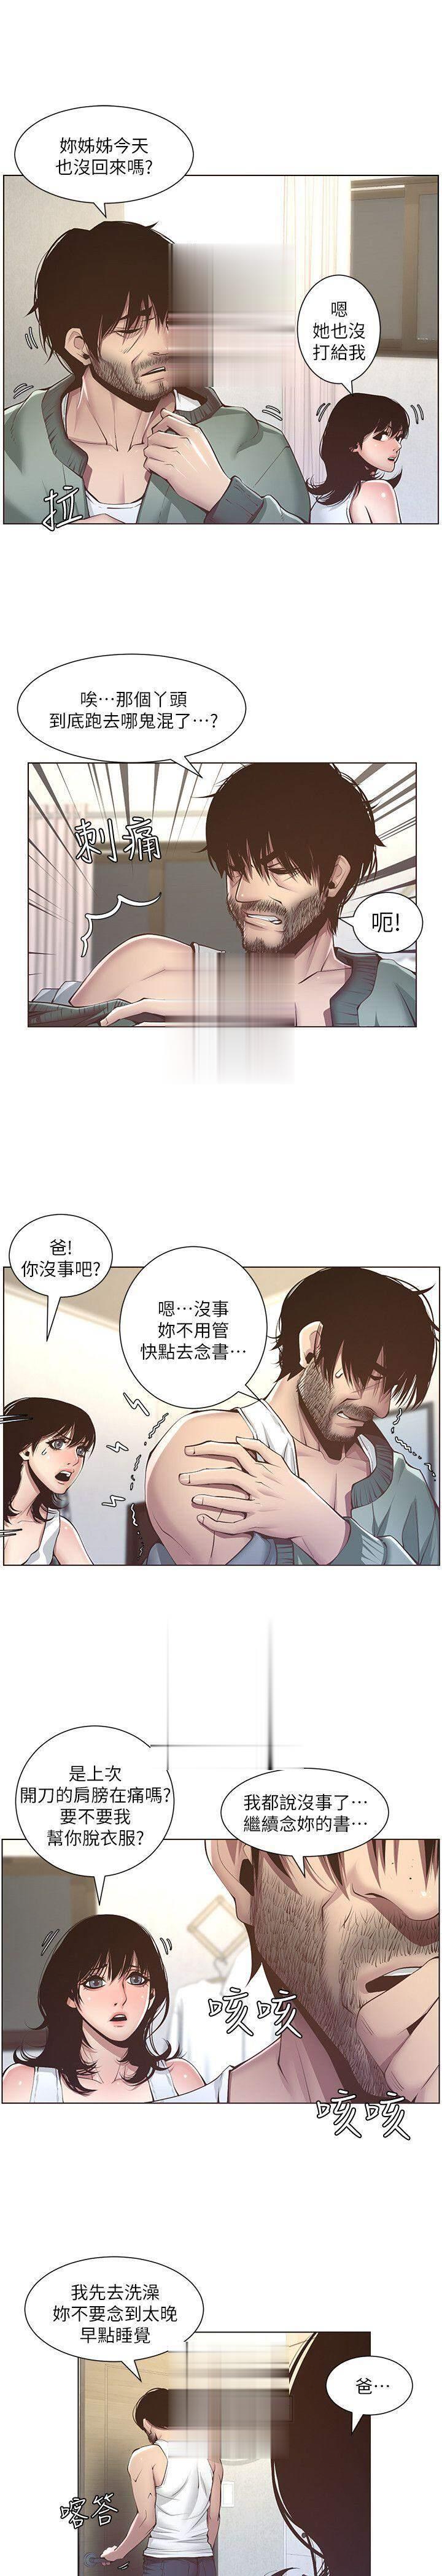 妳姊姊今天
也沒回來嗎?
嗯
她也沒
打給我
拉
唉…那個丫頭
到底跑去哪鬼混了…?
刺痛
呃!
爸!
你沒事吧?
嗯…沒事
妳不用管
快點去念書…
是上次
開刀的肩膀在痛嗎?
要不要我
幫你脫衣服?
我都說沒事了…
繼續念妳的書…
咳咳
咳咳
我先去洗澡
妳不要念到太晚
早點睡覺
爸…
喀答